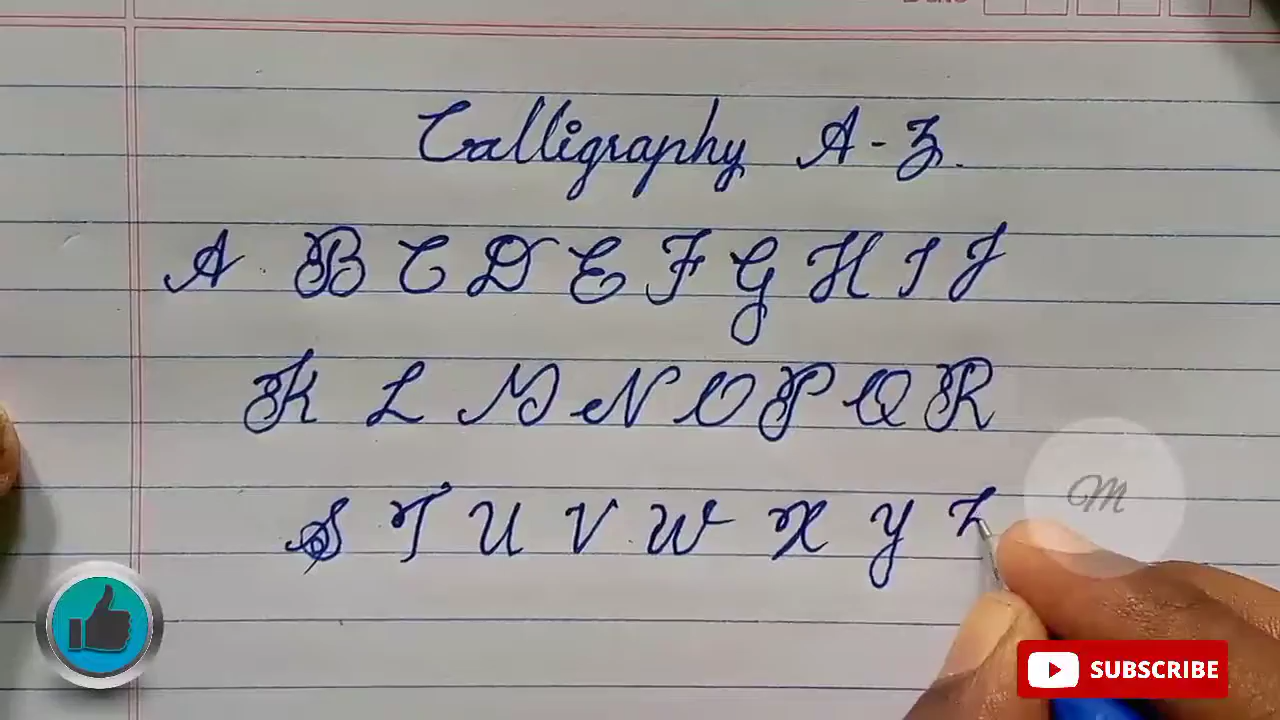 Calligraphy A-Z.
A B C D E F G H I J
K L M N O P Q R
S T U V W X Y Z
M
SUBSCRIBE